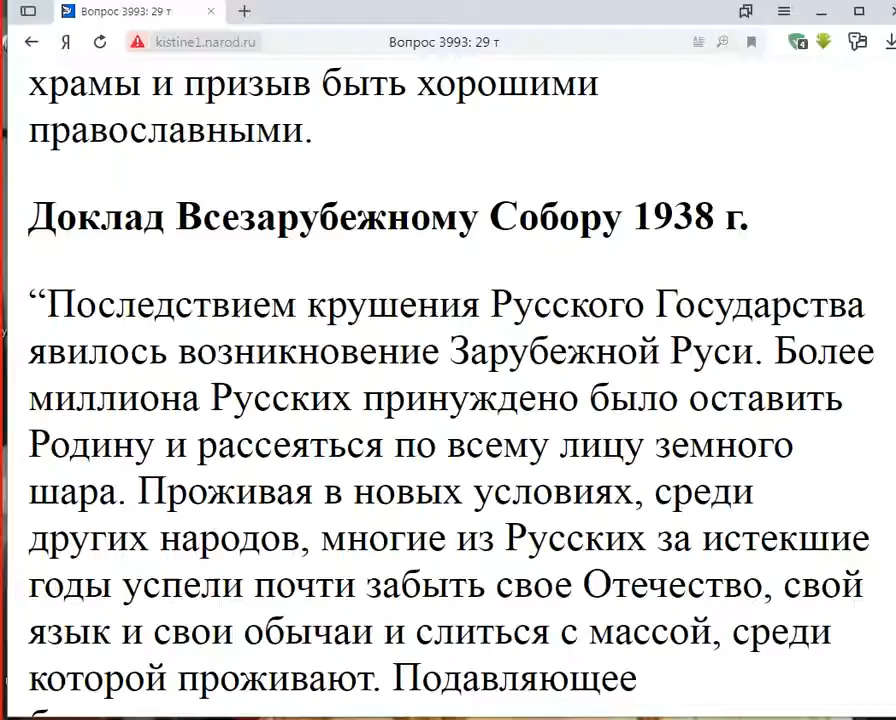 Вопрос 3993: 29 т
kistine1.narod.ru
Вопрос 3993: 29 т
4
храмы и призыв быть хорошими
православными.
Доклад Всезарубежному Собору 1938 г.
“Последствием крушения Русского Государства
явилось возникновение Зарубежной Руси. Более
миллиона Русских принуждено было оставить
Родину и рассеяться по всему лицу земного
шара. Проживая в новых условиях, среди
других народов, многие из Русских за истекшие
годы успели почти забыть свое Отечество, свой
язык и свои обычаи и слиться с массой, среди
которой проживают. Подавляющее